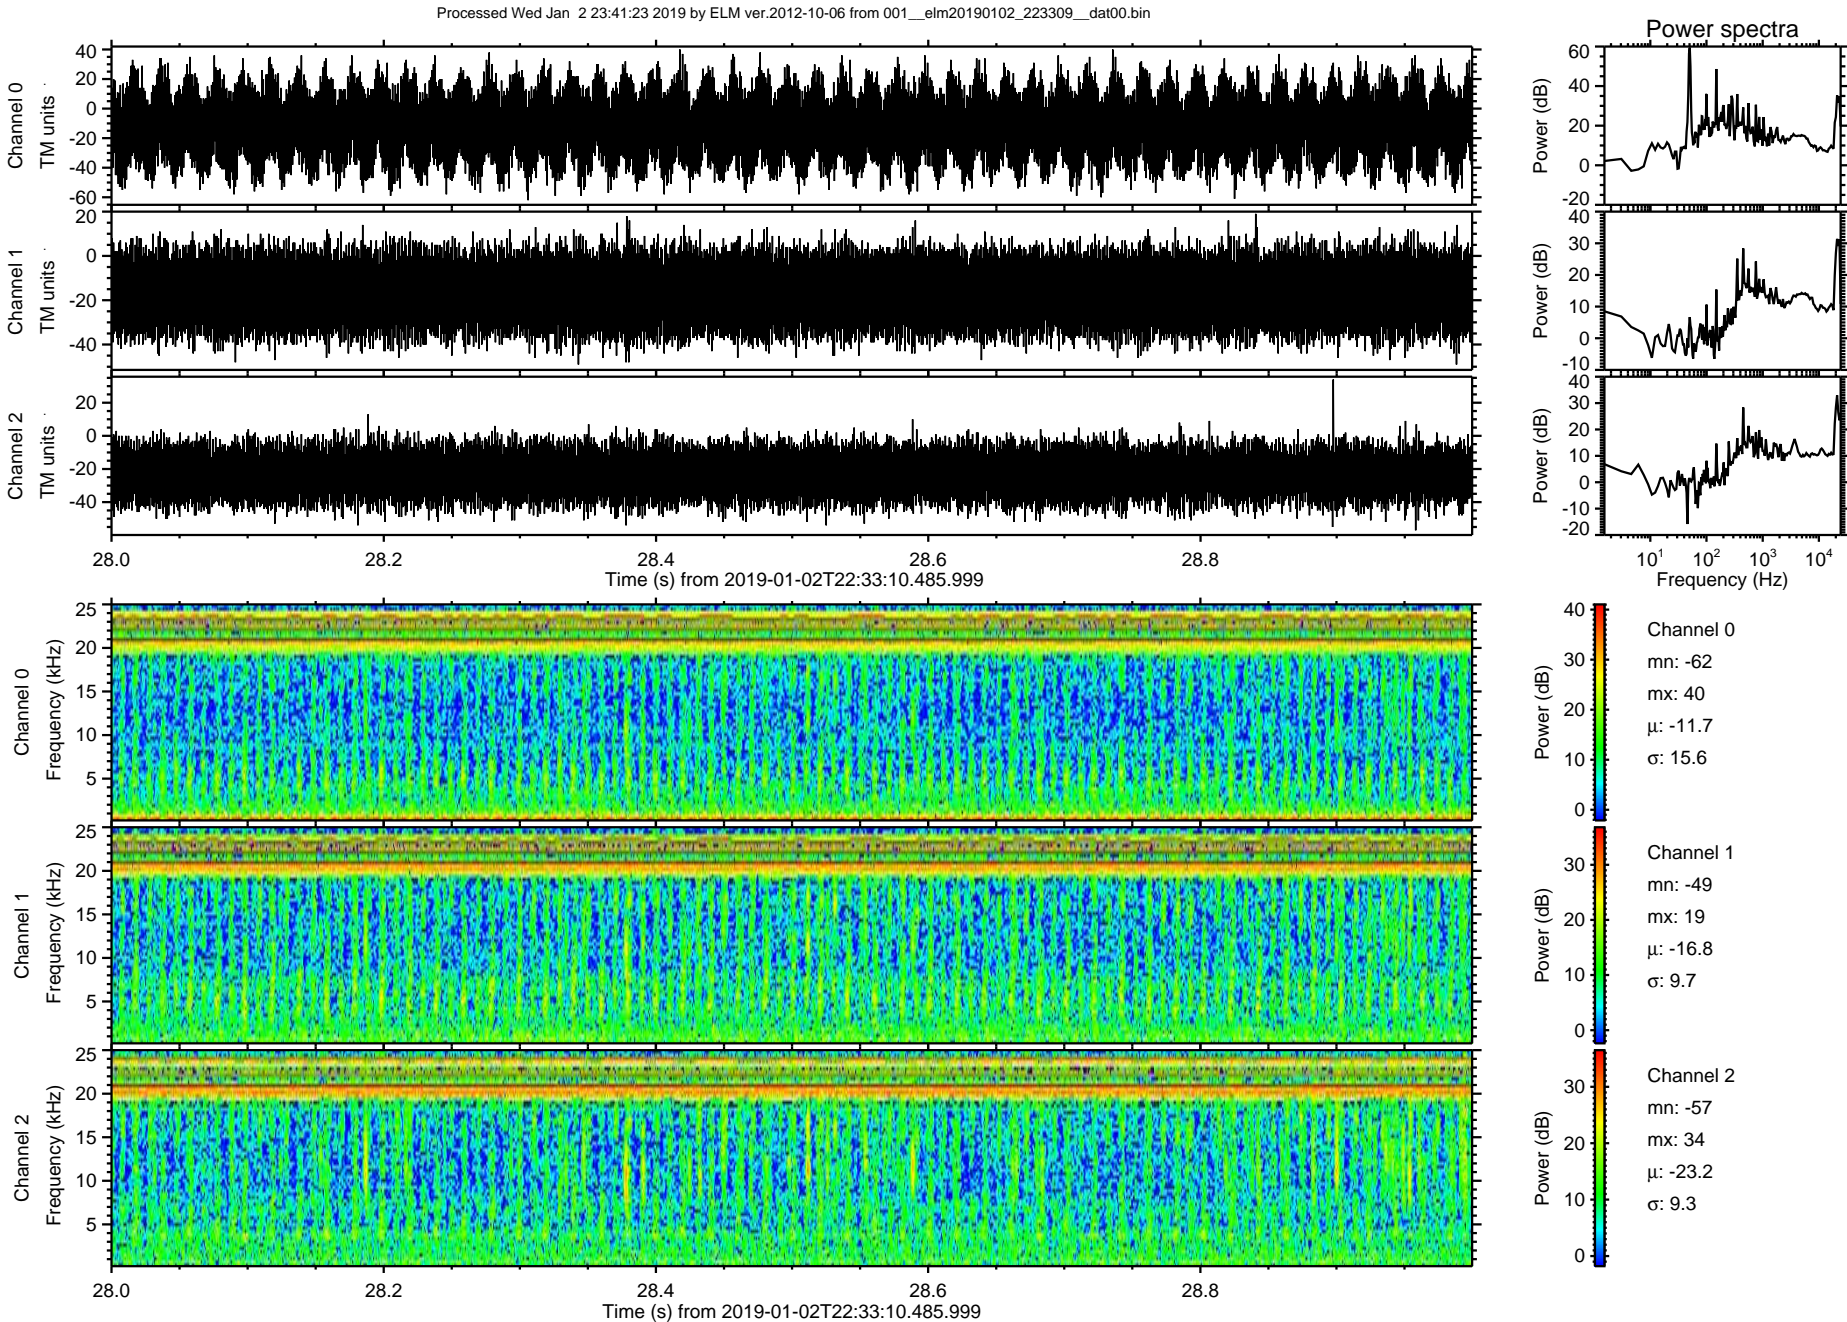 Processed Wed Jan  2 23:41:23 2019 by ELM ver.2012-10-06 from 001__elm20190102_223309__dat00.bin
Power spectra
Channel 0
TM units
40
20
0
-20
-40
-60
Power (dB)
60
40
20
0
-20
Channel 1
TM units
20
0
-20
-40
Power (dB)
40
30
20
10
0
-10
Channel 2
TM units
20
0
-20
-40
Power (dB)
40
30
20
10
0
-10
-20
28.0 28.2 28.4 28.6 28.8
Time (s) from 2019-01-02T22:33:10.485.999
10¹ 10² 10³ 10⁴
Frequency (Hz)
Channel 0
Frequency (kHz)
25
20
15
10
5
Power (dB)
40
30
20
10
0
Channel 0
mn: -62
mx: 40
μ: -11.7
σ: 15.6
Channel 1
Frequency (kHz)
25
20
15
10
5
Power (dB)
30
20
10
0
Channel 1
mn: -49
mx: 19
μ: -16.8
σ: 9.7
Channel 2
Frequency (kHz)
25
20
15
10
5
Power (dB)
30
20
10
0
Channel 2
mn: -57
mx: 34
μ: -23.2
σ: 9.3
28.0 28.2 28.4 28.6 28.8
Time (s) from 2019-01-02T22:33:10.485.999